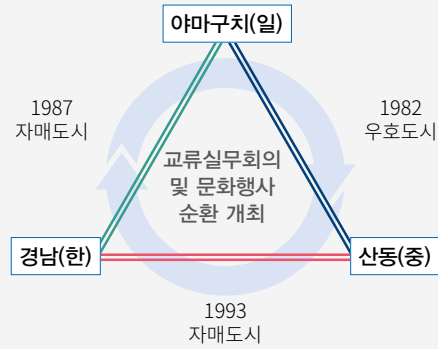 야마구치(일)
1987
자매도시
1982
우호도시
교류실무회의
및 문화행사
순환 개최
경남(한)
산동(중)
1993
자매도시